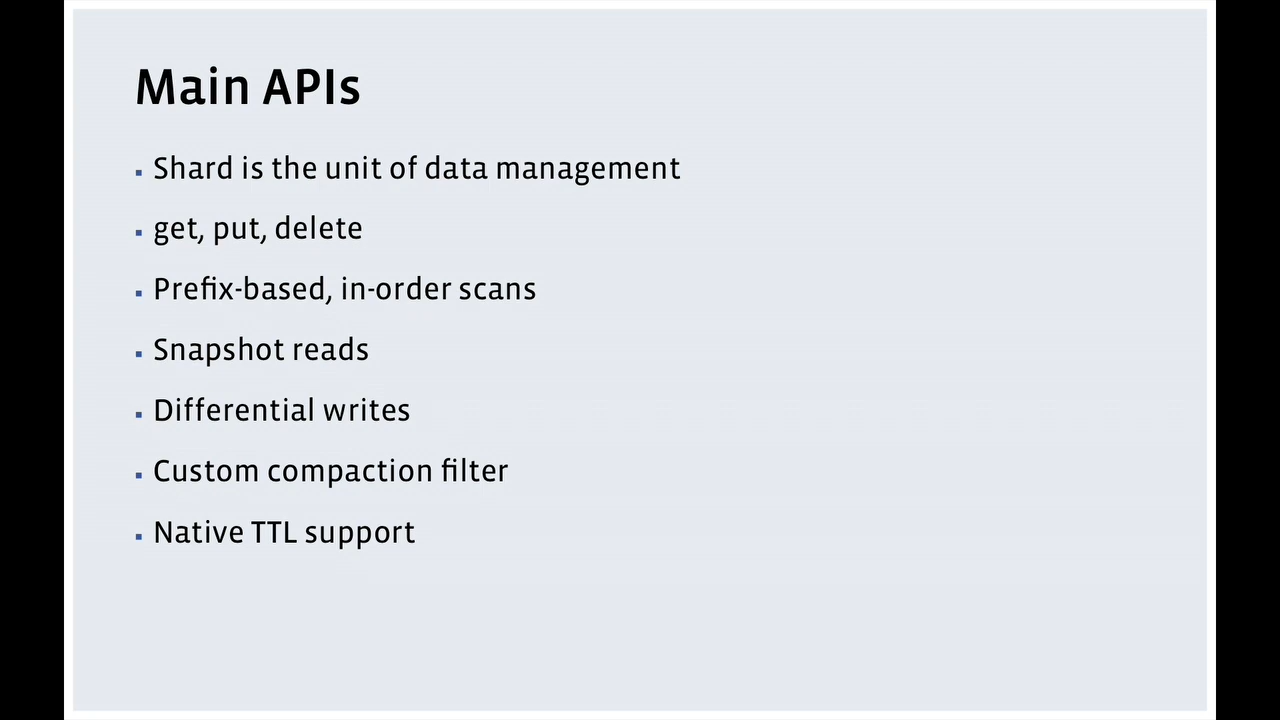 Main APIs
▪ Shard is the unit of data management
▪ get, put, delete
▪ Prefix-based, in-order scans
▪ Snapshot reads
▪ Differential writes
▪ Custom compaction filter
▪ Native TTL support